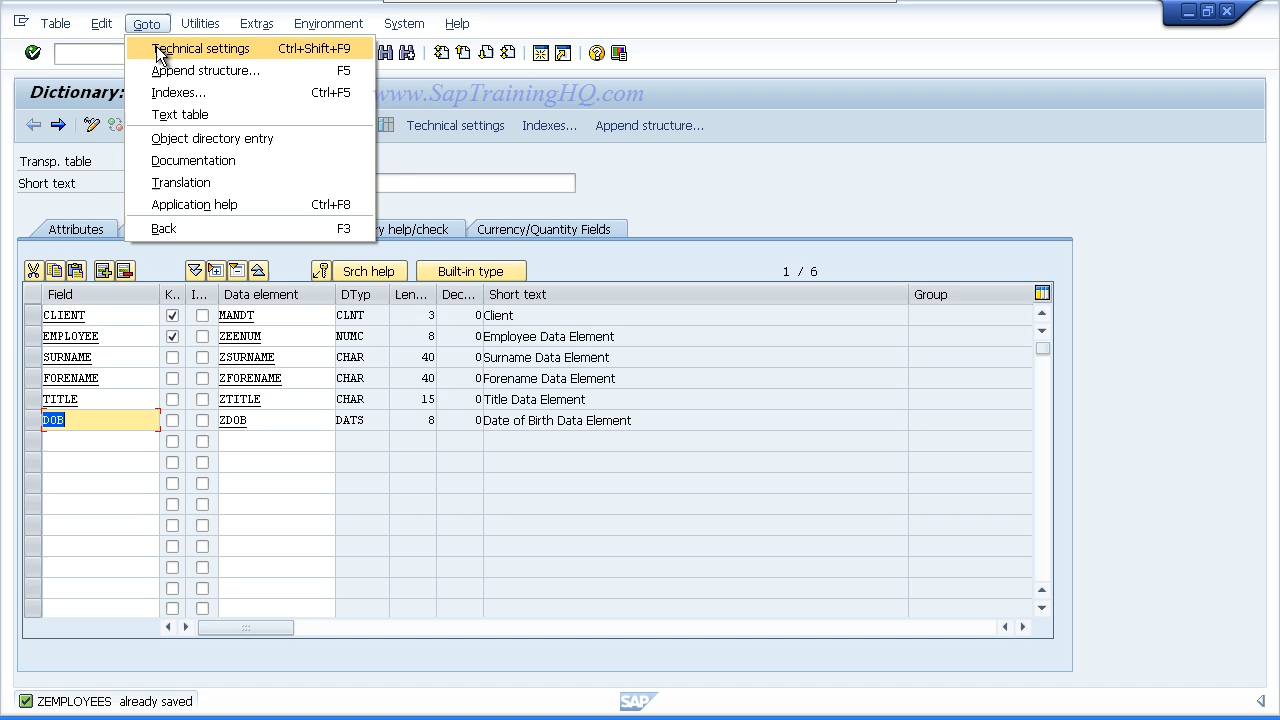 Table Edit Goto Utilities Extras Environment System Help
Technical settings Ctrl+Shift+F9
Append structure... F5
Indexes... Ctrl+F5
Text table
Object directory entry
Documentation
Translation
Application help Ctrl+F8
Back F3
Dictionary:
www.SapTrainingHQ.com
Technical settings Indexes... Append structure...
Transp. table
Short text
Attributes y help/check Currency/Quantity Fields
Srch help Built-in type 1 / 6
Field K.. I... Data element DTyp Len... Dec... Short text Group
CLIENT MANDT CLNT 3 0 Client
EMPLOYEE ZEENUM NUMC 8 0 Employee Data Element
SURNAME ZSURNAME CHAR 40 0 Surname Data Element
FORENAME ZFORENAME CHAR 40 0 Forename Data Element
TITLE ZTITLE CHAR 15 0 Title Data Element
DOB ZDOB DATS 8 0 Date of Birth Data Element
ZEMPLOYEES already saved
SAP